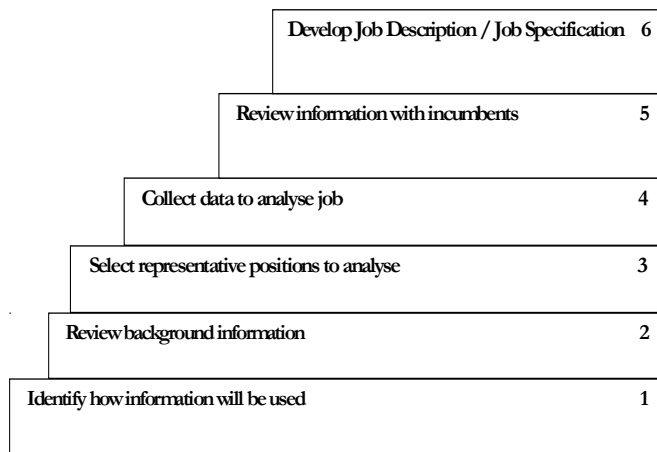 Develop Job Description / Job Specification 6
Review information with incumbents 5
Collect data to analyse job 4
Select representative positions to analyse 3
Review background information 2
Identify how information will be used 1